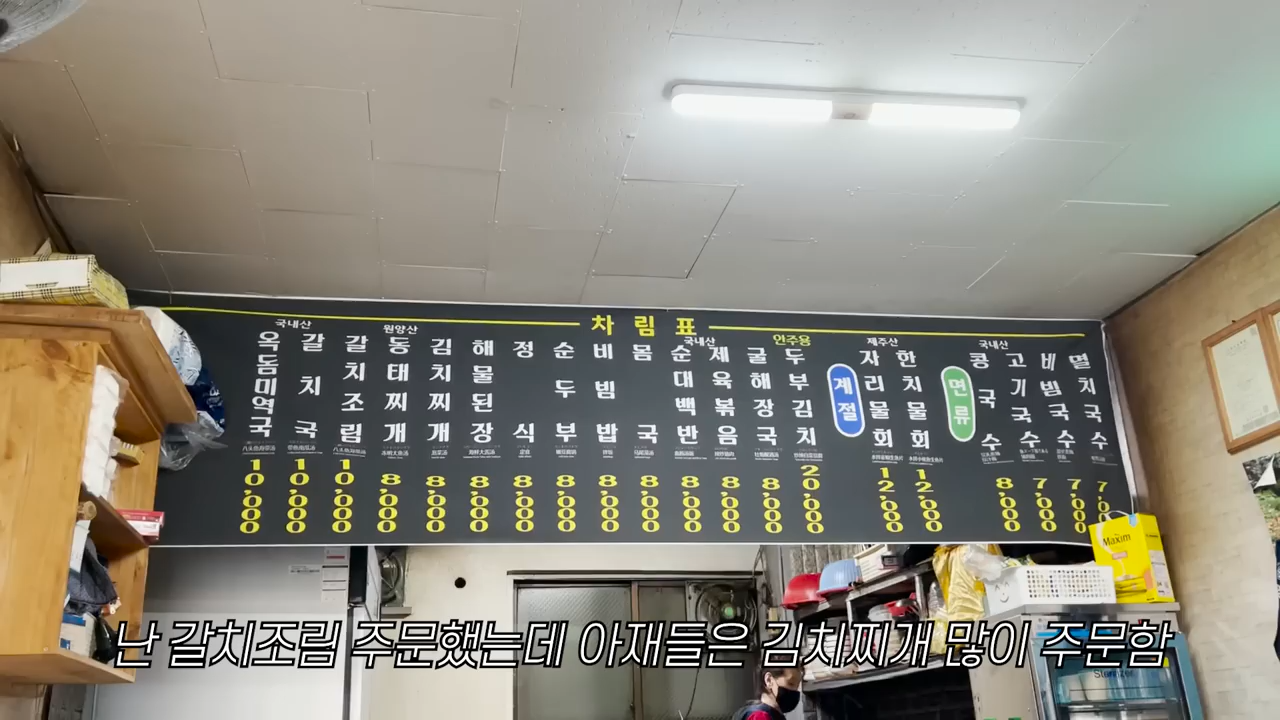 차림표
국내산
옥돔미역국 10,000
갈치국 10,000
갈치조림 10,000
원양산
동태찌개 8,000
김치찌개 8,000
해물된장 8,000
정식 8,000
순두부 8,000
비빔밥 8,000
몸국 8,000
국내산
순대백반 8,000
제육볶음 8,000
굴해장국 8,000
안주용
두부김치 20,000
계절
제주산
자리물회 12,000
한치물회 12,000
면류
국내산
콩국수 8,000
고기국수 7,000
비빔국수 7,000
멸치국수 7,000
Maxim
난 갈치조림 주문했는데 아재들은 김치찌개 많이 주문함